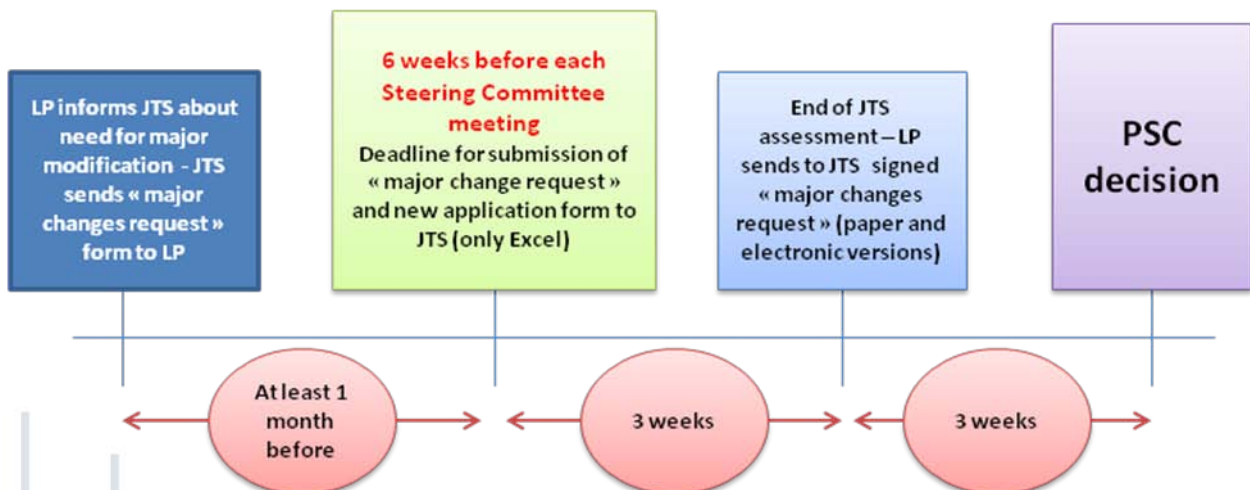 LP informs JTS about
need for major
modification - JTS
sends « major
changes request »
form to LP
6 weeks before each
Steering Committee
meeting
Deadline for submission of
« major change request »
and new application form to
JTS (only Excel)
End of JTS
assessment – LP
sends to JTS signed
« major changes
request » (paper and
electronic versions)
PSC
decision
At least 1
month
before
3 weeks
3 weeks